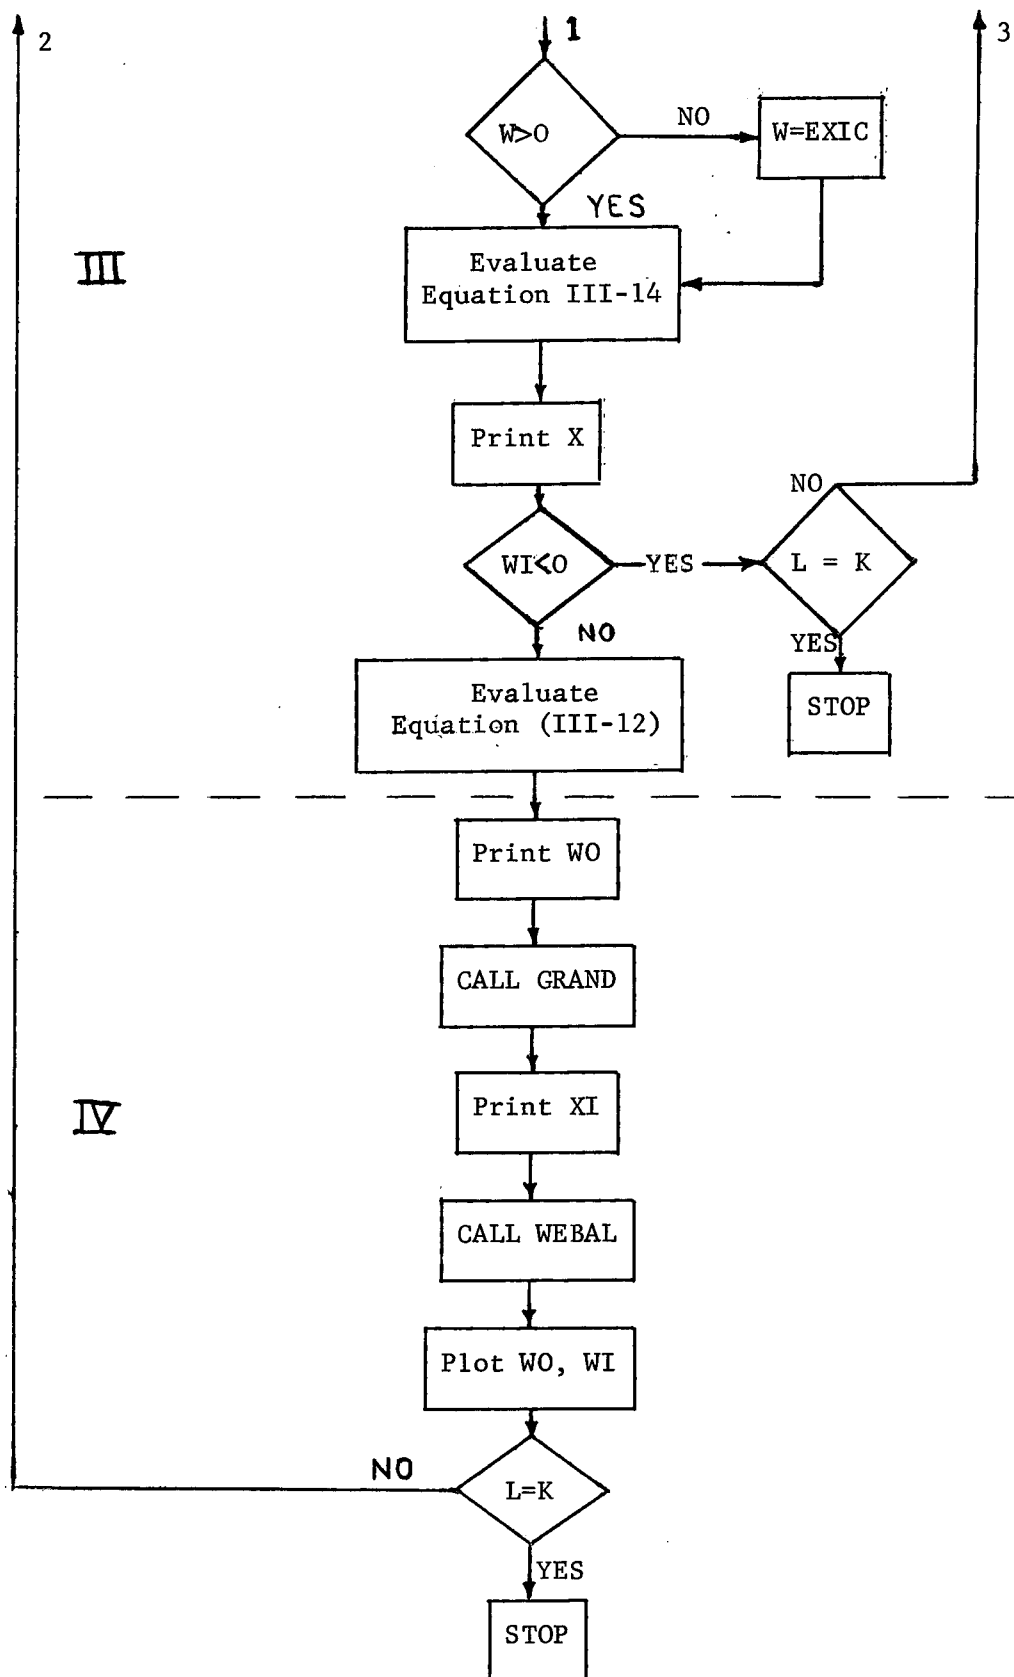 2
1
3
W>0
NO
W=EXIC
YES
III
Evaluate
Equation III-14
Print X
NO
WI<0
YES
L = K
NO
YES
Evaluate
Equation (III-12)
STOP
Print WO
CALL GRAND
Print XI
IV
CALL WEBAL
Plot WO, WI
NO
L=K
YES
STOP